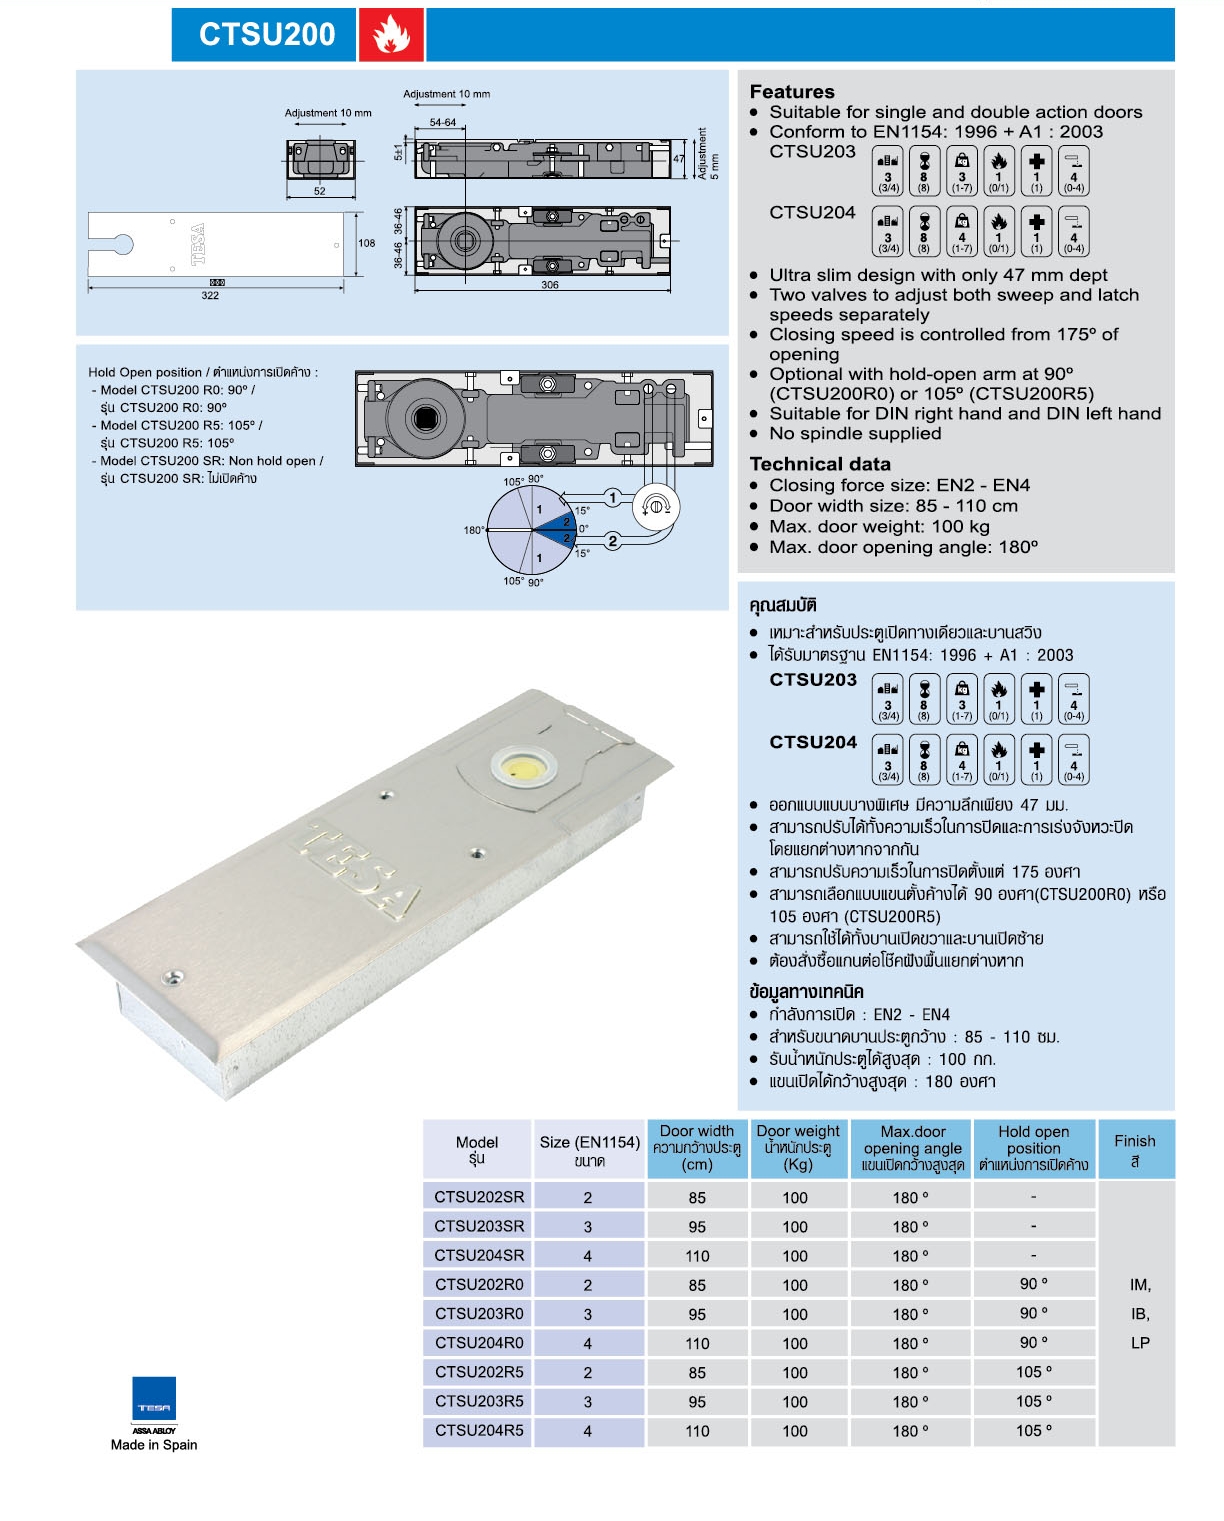 CTSU200
Adjustment 10 mm
Adjustment 10 mm
54-64
5±1
47
Adjustment
5 mm
52
TESA
108
322
36-46
36-46
306
Hold Open position / ตำแหน่งการเปิดค้าง :
- Model CTSU200 R0: 90º /
รุ่น CTSU200 R0: 90º
- Model CTSU200 R5: 105º /
รุ่น CTSU200 R5: 105º
- Model CTSU200 SR: Non hold open /
รุ่น CTSU200 SR: ไม่เปิดค้าง
105° 90°
1
15°
2
180°
0°
2
15°
1
105° 90°
1
2
+ -
Features
• Suitable for single and double action doors
• Conform to EN1154: 1996 + A1 : 2003
CTSU203
3 8 3 1 1 4
(3/4) (8) (1-7) (0/1) (1) (0-4)
CTSU204
3 8 4 1 1 4
(3/4) (8) (1-7) (0/1) (1) (0-4)
• Ultra slim design with only 47 mm dept
• Two valves to adjust both sweep and latch
speeds separately
• Closing speed is controlled from 175º of
opening
• Optional with hold-open arm at 90º
(CTSU200R0) or 105º (CTSU200R5)
• Suitable for DIN right hand and DIN left hand
• No spindle supplied
Technical data
• Closing force size: EN2 - EN4
• Door width size: 85 - 110 cm
• Max. door weight: 100 kg
• Max. door opening angle: 180º
คุณสมบัติ
• เหมาะสำหรับประตูเปิดทางเดียวและบานสวิง
• ได้รับมาตรฐาน EN1154: 1996 + A1 : 2003
CTSU203
3 8 3 1 1 4
(3/4) (8) (1-7) (0/1) (1) (0-4)
CTSU204
3 8 4 1 1 4
(3/4) (8) (1-7) (0/1) (1) (0-4)
• ออกแบบแบบบางพิเศษ มีความลึกเพียง 47 มม.
• สามารถปรับได้ทั้งความเร็วในการปิดและการเร่งจังหวะปิด
โดยแยกต่างหากจากกัน
• สามารถปรับความเร็วในการปิดตั้งแต่ 175 องศา
• สามารถเลือกแบบแขนตั้งค้างได้ 90 องศา(CTSU200R0) หรือ
105 องศา (CTSU200R5)
• สามารถใช้ได้ทั้งบานเปิดขวาและบานเปิดซ้าย
• ต้องสั่งซื้อแกนต่อโช๊คฝังพื้นแยกต่างหาก
ข้อมูลทางเทคนิค
• กำลังการเปิด : EN2 - EN4
• สำหรับขนาดบานประตูกว้าง : 85 - 110 ซม.
• รับน้ำหนักประตูได้สูงสุด : 100 กก.
• แขนเปิดได้กว้างสูงสุด : 180 องศา
TESA
Model
รุ่น
Size (EN1154)
ขนาด
Door width
ความกว้างประตู
(cm)
Door weight
น้ำหนักประตู
(Kg)
Max.door
opening angle
แขนเปิดกว้างสูงสุด
Hold open
position
ตำแหน่งการเปิดค้าง
Finish
สี
CTSU202SR 2 85 100 180 º -
CTSU203SR 3 95 100 180 º -
CTSU204SR 4 110 100 180 º -
CTSU202R0 2 85 100 180 º 90 º IM,
CTSU203R0 3 95 100 180 º 90 º IB,
CTSU204R0 4 110 100 180 º 90 º LP
CTSU202R5 2 85 100 180 º 105 º
CTSU203R5 3 95 100 180 º 105 º
CTSU204R5 4 110 100 180 º 105 º
TESA
ASSA ABLOY
Made in Spain